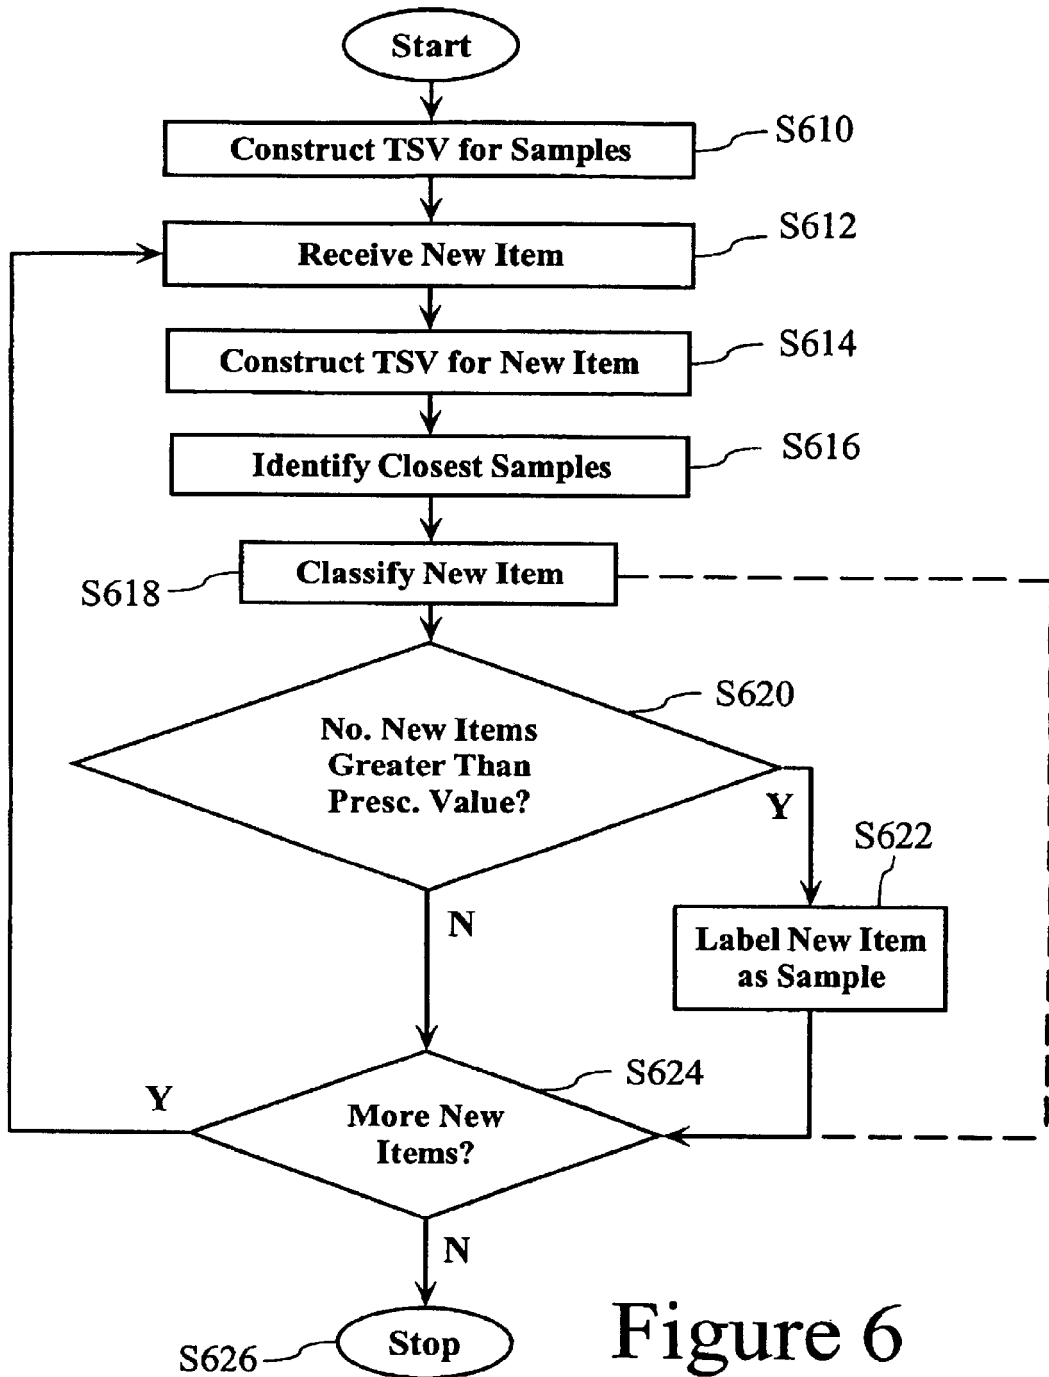 Start
Construct TSV for Samples
S610
Receive New Item
S612
Construct TSV for New Item
S614
Identify Closest Samples
S616
Classify New Item
S618
No. New Items
Greater Than
Presc. Value?
S620
Y
N
S622
Label New Item
as Sample
S624
More New
Items?
Y
N
Stop
S626
Figure 6